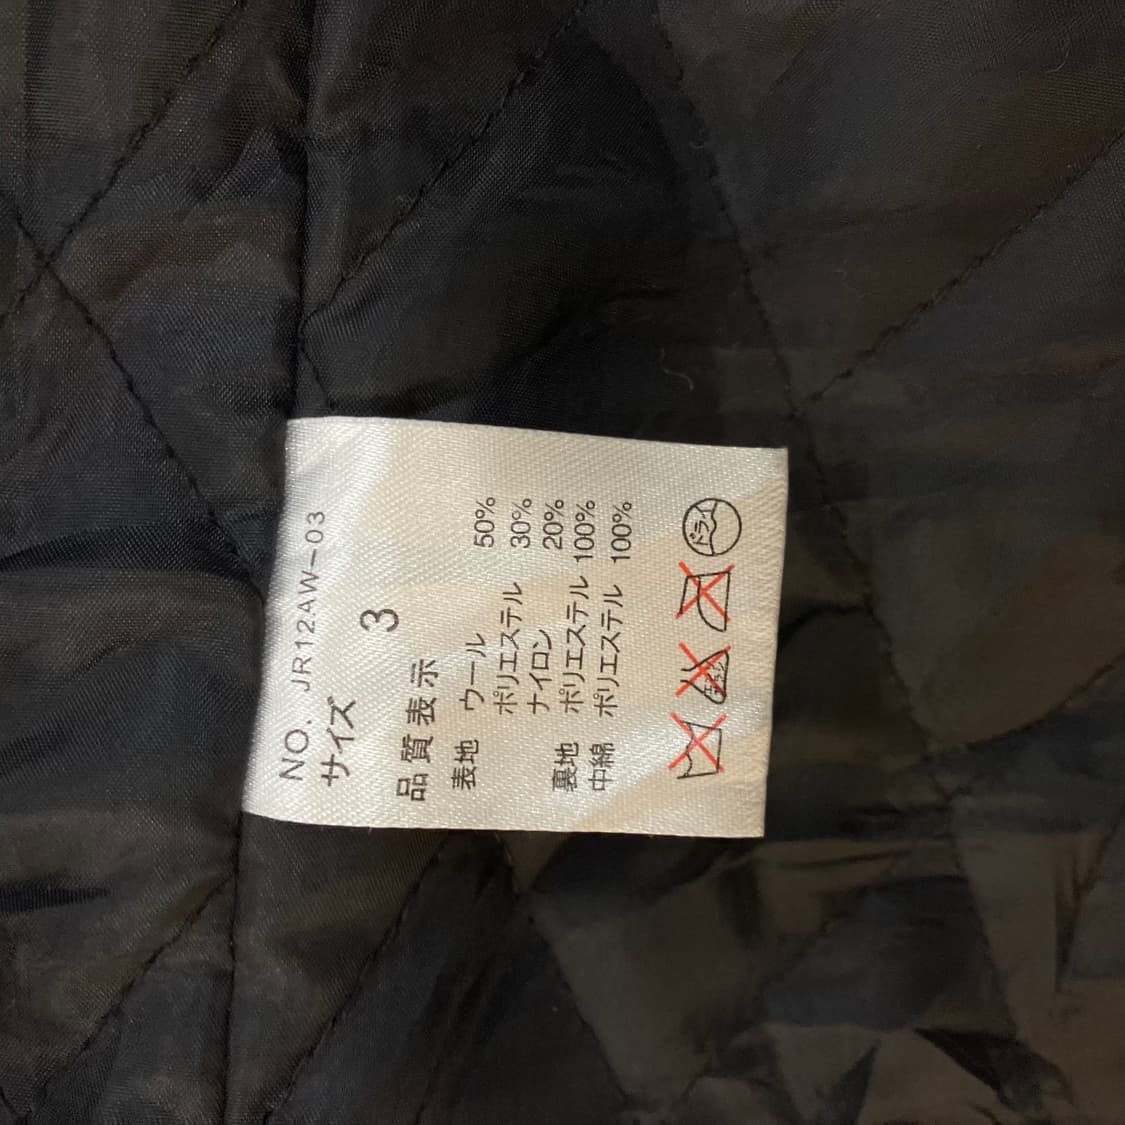 NO. JR12AW-03
サイズ 3
品質表示
表地 ウール 50%
ポリエステル 30%
ナイロン 20%
裏地 ポリエステル 100%
中綿 ポリエステル 100%
ドライ